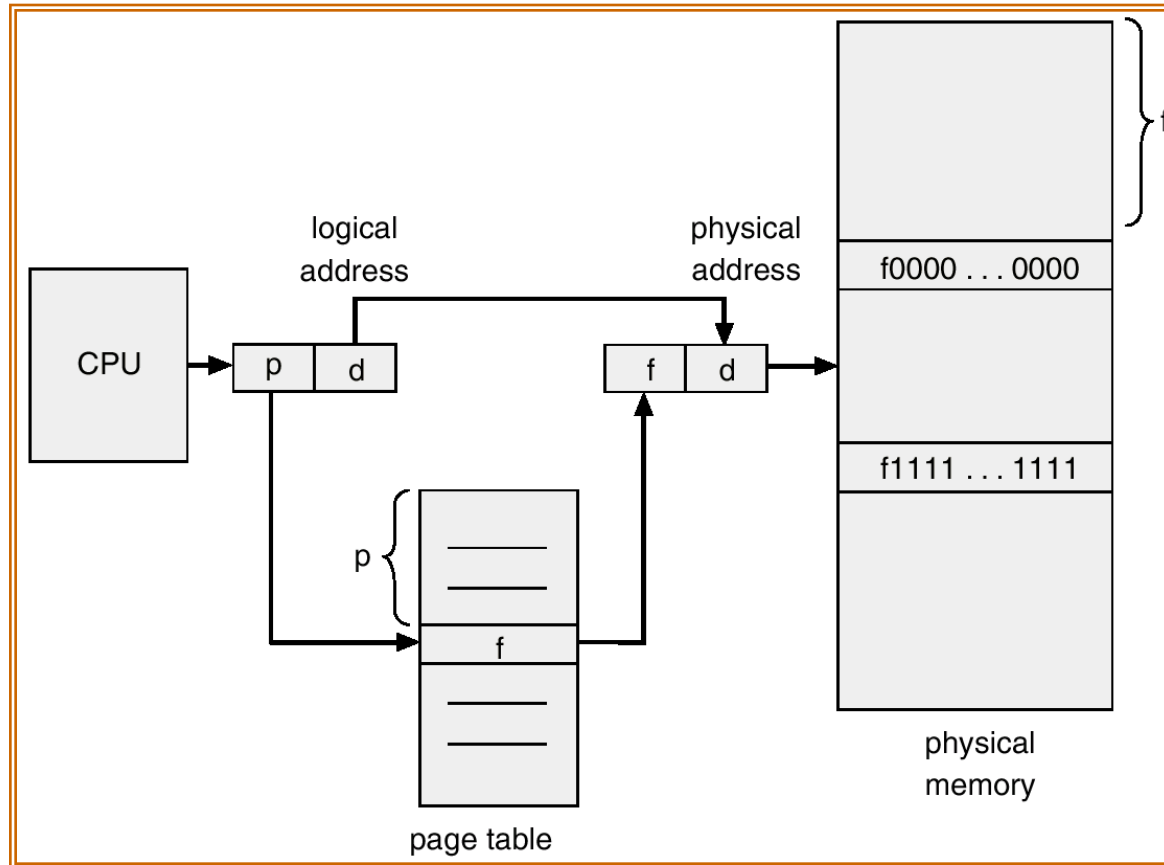 f
logical
address
physical
address
f0000 . . . 0000
CPU
p
d
f
d
f1111 . . . 1111
p
f
physical
memory
page table